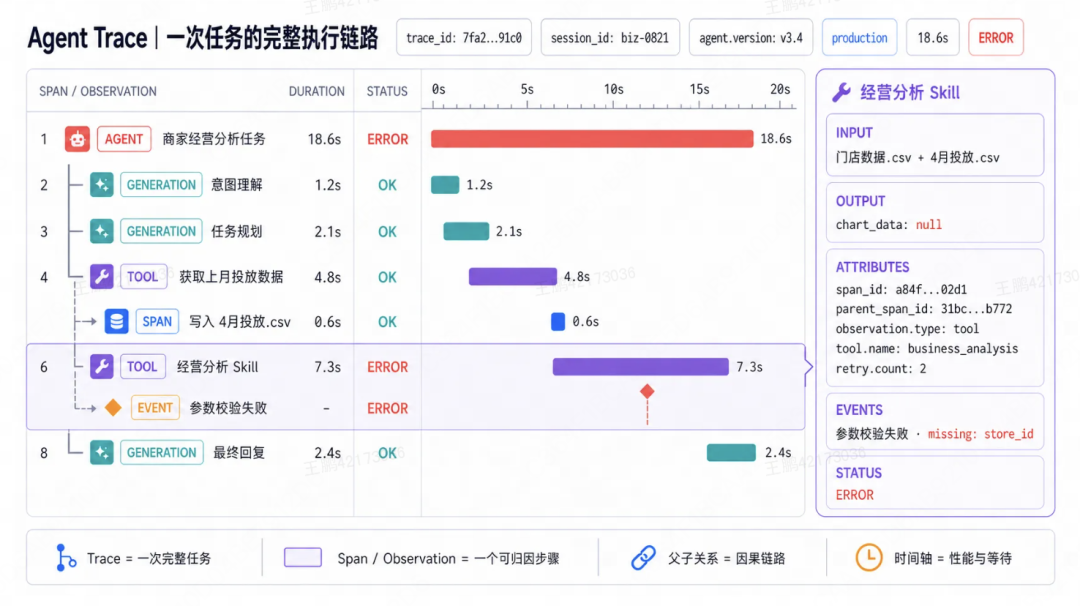 Agent Trace | 一次任务的完整执行链路
trace_id: 7fa2...91c0
session_id: biz-0821
agent.version: v3.4
production
18.6s
ERROR
SPAN / OBSERVATION DURATION STATUS 0s 5s 10s 15s 20s
1 AGENT 商家经营分析任务 18.6s ERROR 18.6s
2 GENERATION 意图理解 1.2s OK 1.2s
3 GENERATION 任务规划 2.1s OK 2.1s
4 TOOL 获取上月投放数据 4.8s OK 4.8s
SPAN 写入 4月投放.csv 0.6s OK 0.6s
6 TOOL 经营分析 Skill 7.3s ERROR 7.3s
EVENT 参数校验失败 - ERROR
8 GENERATION 最终回复 2.4s OK 2.4s
经营分析 Skill
INPUT
门店数据.csv + 4月投放.csv
OUTPUT
chart_data: null
ATTRIBUTES
span_id: a84f...02d1
parent_span_id: 31bc...b772
observation.type: tool
tool.name: business_analysis
retry.count: 2
EVENTS
参数校验失败 · missing: store_id
STATUS
ERROR
Trace = 一次完整任务
Span / Observation = 一个可归因步骤
父子关系 = 因果链路
时间轴 = 性能与等待